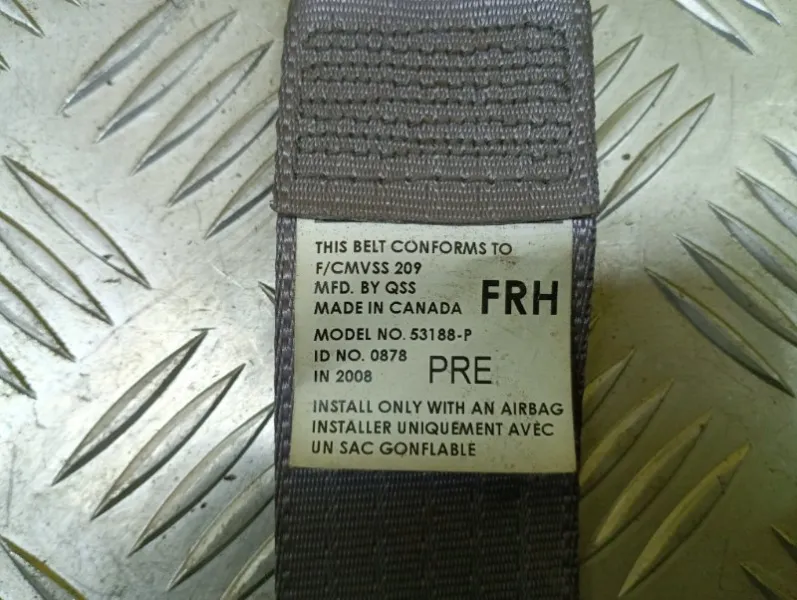 THIS BELT CONFORMS TO
F/CMVSS 209
MFD. BY QSS
MADE IN CANADA FRH
MODEL NO. 53188-P
ID NO. 0878
IN 2008 PRE
INSTALL ONLY WITH AN AIRBAG
INSTALLER UNIQUEMENT AVEC
UN SAC GONFLABLE